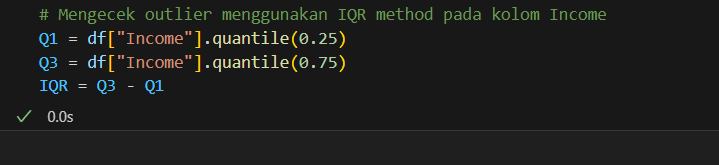 # Mengecek outlier menggunakan IQR method pada kolom Income
Q1 = df["Income"].quantile(0.25)
Q3 = df["Income"].quantile(0.75)
IQR = Q3 - Q1
0.0s